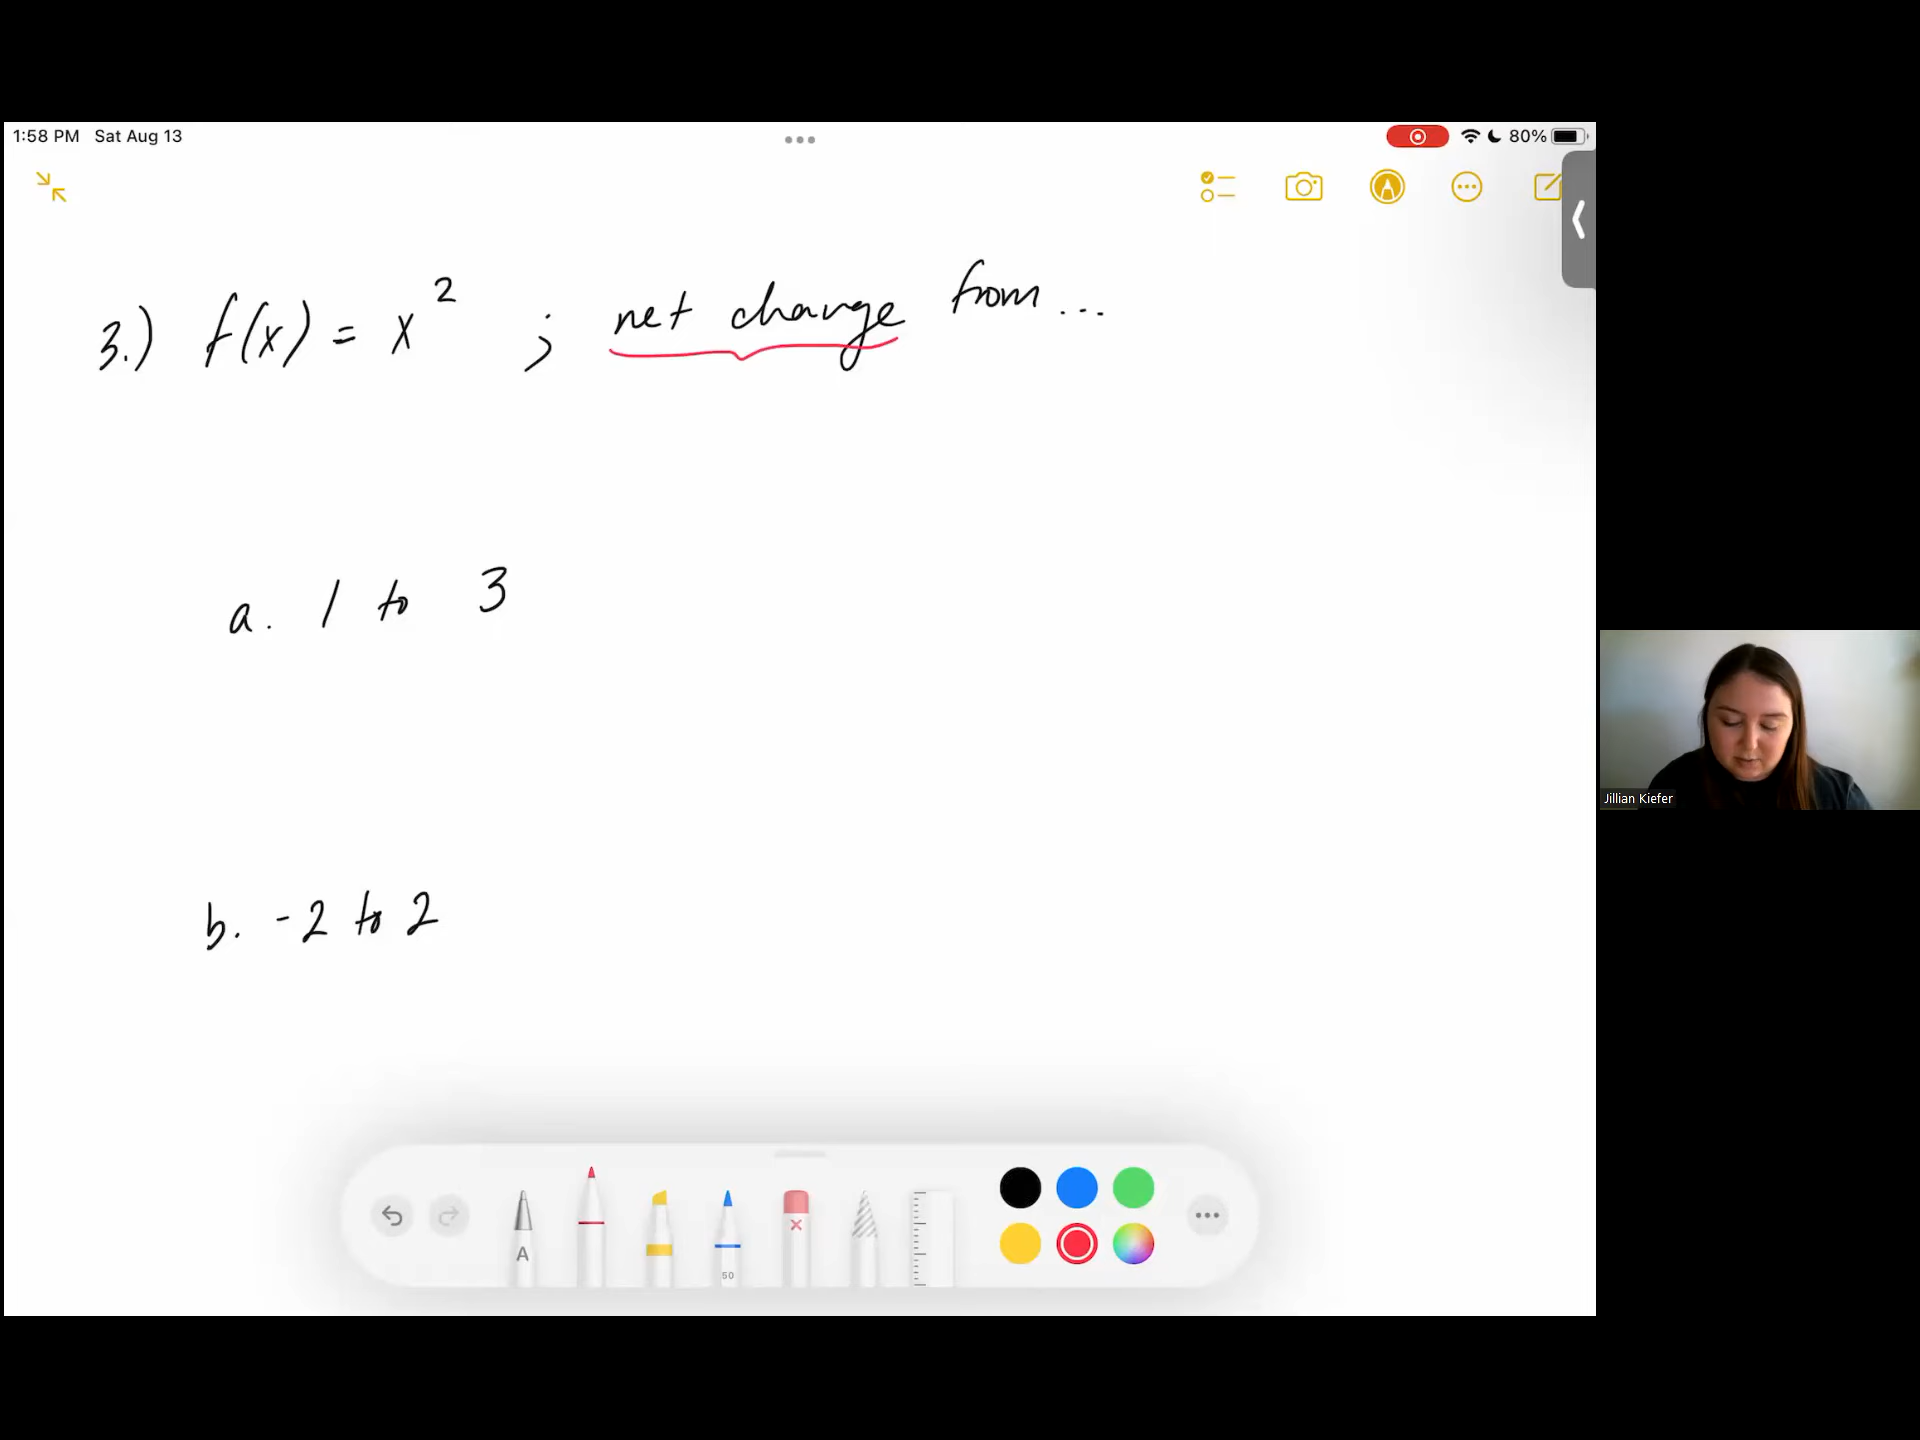 1:58 PM Sat Aug 13
80%
3.) f(x) = x² ; net change from...
a. 1 to 3
b. -2 to 2
Jillian Kiefer
A
50